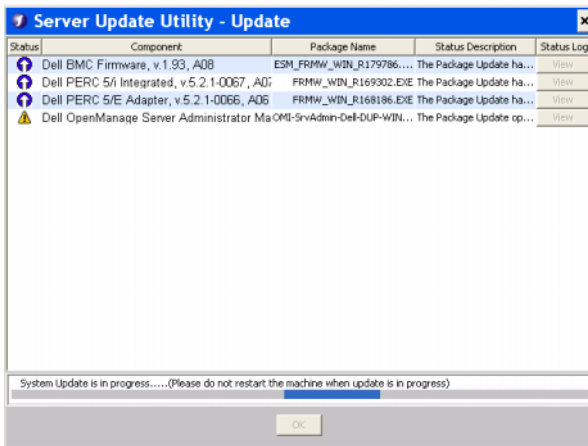 Server Update Utility - Update
Status Component Package Name Status Description Status Log
Dell BMC Firmware, v.1.93, A08 ESM_FRMW_WIN_R179786.... The Package Update ha... View
Dell PERC 5/i Integrated, v.5.2.1-0067, A07 FRMW_WIN_R169302.EXE The Package Update ha... View
Dell PERC 5/E Adapter, v.5.2.1-0066, A06 FRMW_WIN_R168186.EXE The Package Update ha... View
Dell OpenManage Server Administrator Ma OMI-SrvAdmin-Dell-DUP-WIN... The Package Update op... View
System Update is in progress.....(Please do not restart the machine when update is in progress)
OK